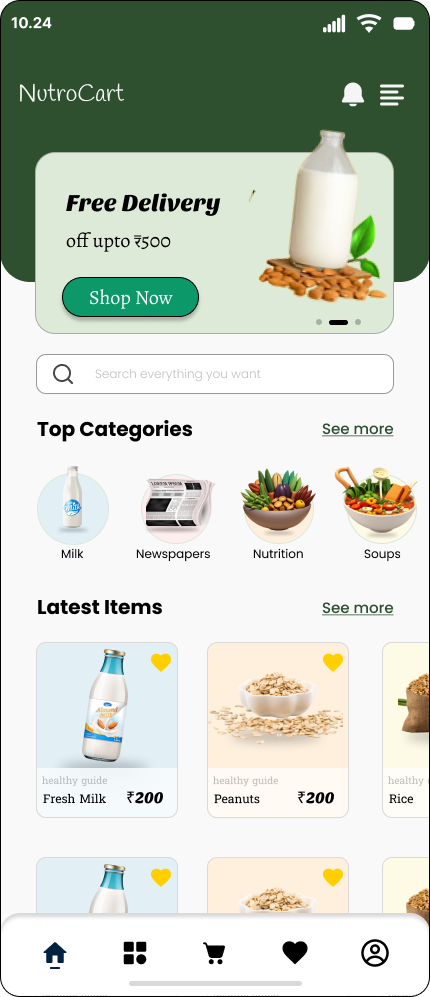 10.24
NutroCart
Free Delivery
off upto ₹500
Shop Now
Search everything you want
Top Categories
See more
Milk
Newspapers
Nutrition
Soups
Latest Items
See more
Almond
healthy guide
Fresh Milk ₹200
healthy guide
Peanuts ₹200
healthy
Rice